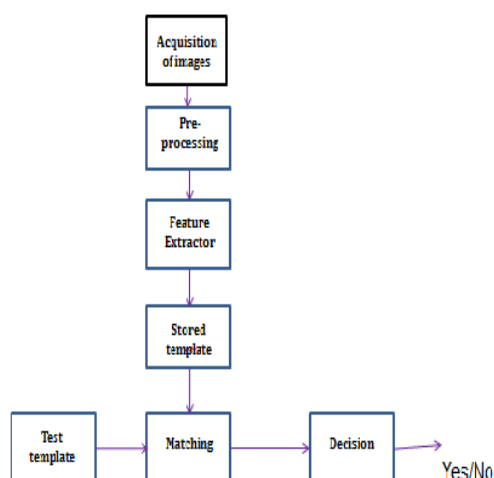 Acquisition
of images
Pre-
processing
Feature
Extractor
Stored
template
Test
template
Matching
Decision
Yes/No